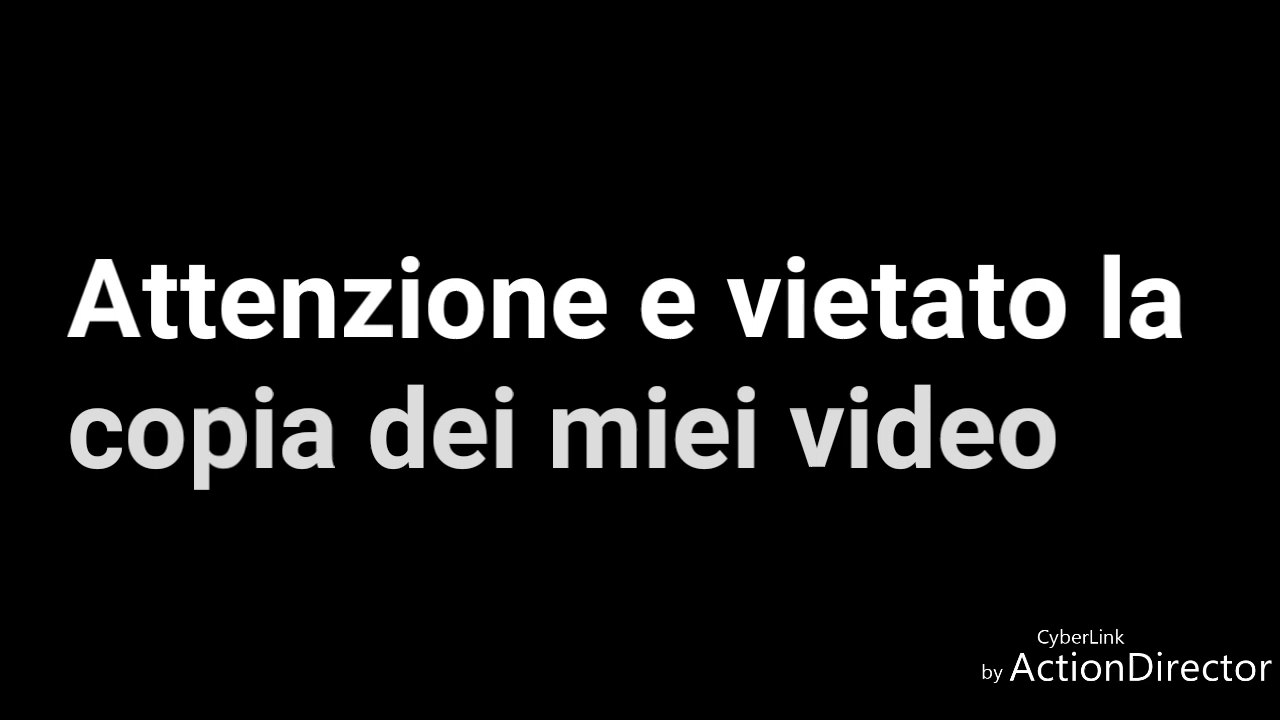 Attenzione e vietato la
copia dei miei video
CyberLink
by ActionDirector